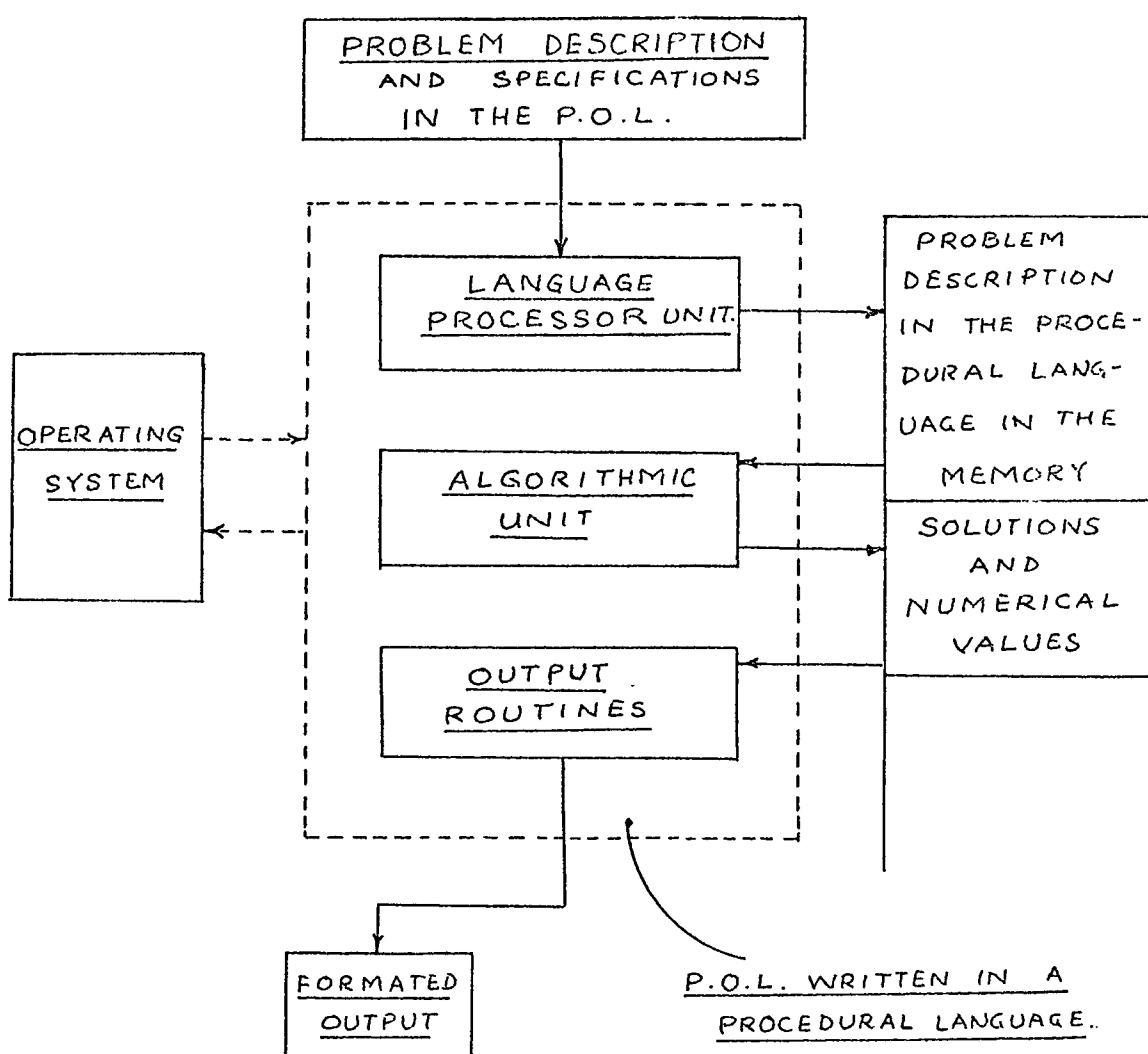 PROBLEM DESCRIPTION
AND SPECIFICATIONS
IN THE P.O.L.
LANGUAGE
PROCESSOR UNIT.
PROBLEM
DESCRIPTION
IN THE PROCE-
DURAL LANG-
UAGE IN THE
MEMORY
OPERATING
SYSTEM
ALGORITHMIC
UNIT
SOLUTIONS
AND
NUMERICAL
VALUES
OUTPUT
ROUTINES
FORMATED
OUTPUT
P.O.L. WRITTEN IN A
PROCEDURAL LANGUAGE.